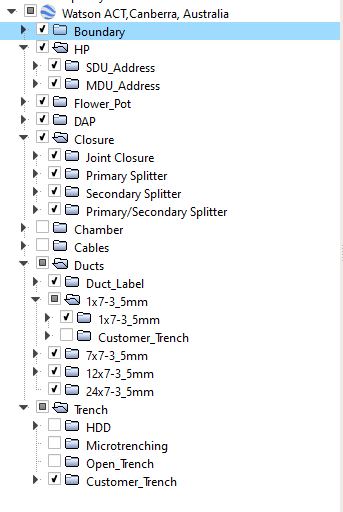 Watson ACT,Canberra, Australia
Boundary
HP
SDU_Address
MDU_Address
Flower_Pot
DAP
Closure
Joint Closure
Primary Splitter
Secondary Splitter
Primary/Secondary Splitter
Chamber
Cables
Ducts
Duct_Label
1x7-3_5mm
1x7-3_5mm
Customer_Trench
7x7-3_5mm
12x7-3_5mm
24x7-3_5mm
Trench
HDD
Microtrenching
Open_Trench
Customer_Trench